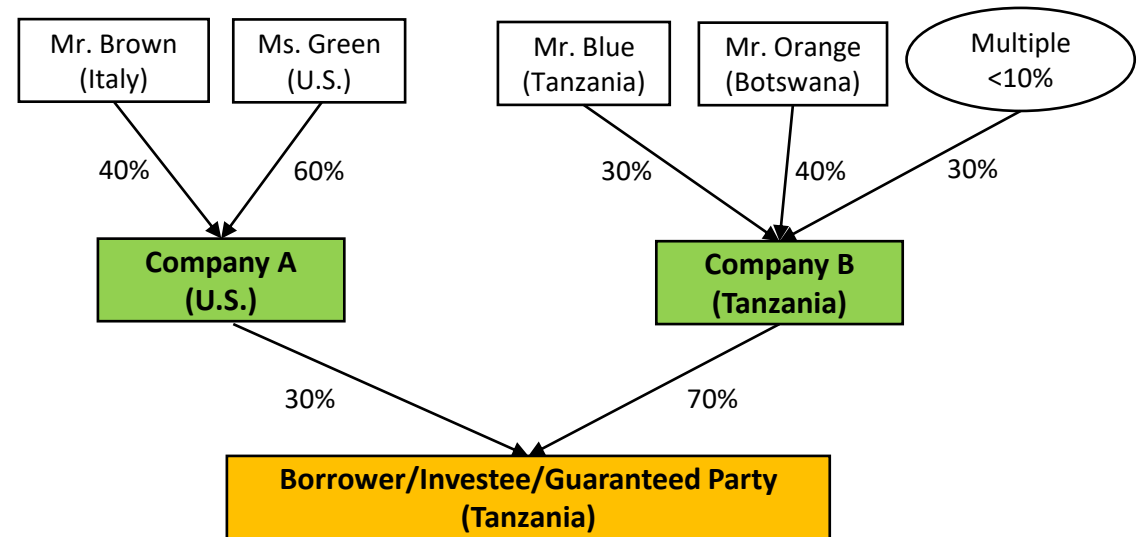 Mr. Brown
(Italy)
Ms. Green
(U.S.)
Mr. Blue
(Tanzania)
Mr. Orange
(Botswana)
Multiple
<10%
40%
60%
30%
40%
30%
Company A
(U.S.)
Company B
(Tanzania)
30%
70%
Borrower/Investee/Guaranteed Party
(Tanzania)